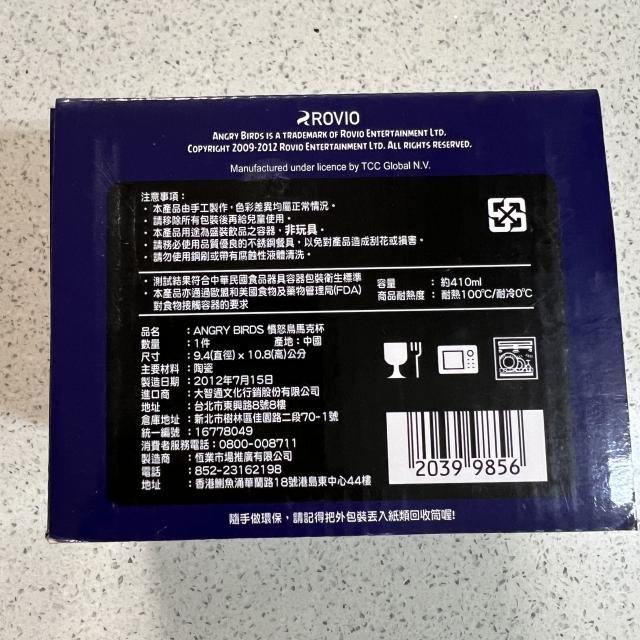 ROVIO
ANGRY BIRDS IS A TRADEMARK OF ROVIO ENTERTAINMENT LTD.
COPYRIGHT 2009-2012 ROVIO ENTERTAINMENT LTD. ALL RIGHTS RESERVED.
Manufactured under licence by TCC Global N.V.
注意事項：
・本產品由手工製作，色彩差異均屬正常情況。
・請移除所有包裝後再給兒童使用。
・本產品用途為盛裝飲品之容器，非玩具。
・請務必使用品質優良的不銹鋼餐具，以免對產品造成刮花或損害。
・請勿使用鋼刷或帶有腐蝕性液體清洗。
・測試結果符合中華民國食品器具容器包裝衛生標準
・本產品亦通過歐盟和美國食物及藥物管理局(FDA)
對食物接觸容器的要求
容量：約410ml
商品耐熱度：耐熱100°C/耐冷0°C
品名：ANGRY BIRDS 憤怒鳥馬克杯
數量：1件 產地：中國
尺寸：9.4(直徑) x 10.8(高)公分
主要材料：陶瓷
製造日期：2012年7月15日
進口商：大智通文化行銷股份有限公司
地址：台北市東興路8號8樓
倉庫地址：新北市樹林區佳園路二段70-1號
統一編號：16778049
消費者服務電話：0800-008711
製造商：恆業市場推廣有限公司
電話：852-23162198
地址：香港鰂魚涌華蘭路18號港島東中心44樓
2039 9856
隨手做環保，請記得把外包裝丟入紙類回收筒喔!